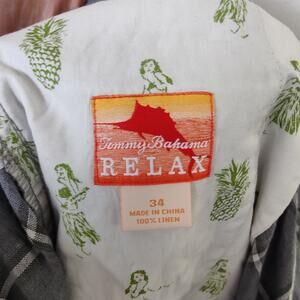 Tommy Bahama
RELAX
34
MADE IN CHINA
100% LINEN